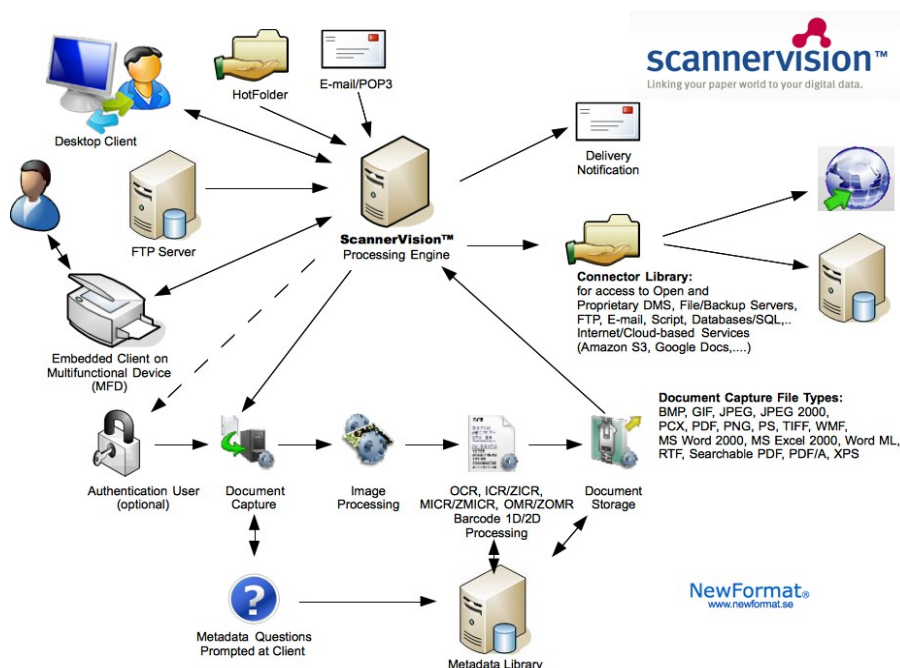 scannervision™
Linking your paper world to your digital data.
HotFolder
E-mail/POP3
Desktop Client
Delivery
Notification
FTP Server
ScannerVision™
Processing Engine
Connector Library:
for access to Open and
Proprietary DMS, File/Backup Servers,
FTP, E-mail, Script, Databases/SQL,..
Internet/Cloud-based Services
(Amazon S3, Google Docs,....)
Embedded Client on
Multifunctional Device
(MFD)
Document Capture File Types:
BMP, GIF, JPEG, JPEG 2000,
PCX, PDF, PNG, PS, TIFF, WMF,
MS Word 2000, MS Excel 2000, Word ML,
RTF, Searchable PDF, PDF/A, XPS
Authentication User
(optional)
Document
Capture
Image
Processing
OCR, ICR/ZICR,
MICR/ZMICR, OMR/ZOMR
Barcode 1D/2D
Processing
Document
Storage
?
Metadata Questions
Prompted at Client
Metadata Library
NewFormat®
www.newformat.se